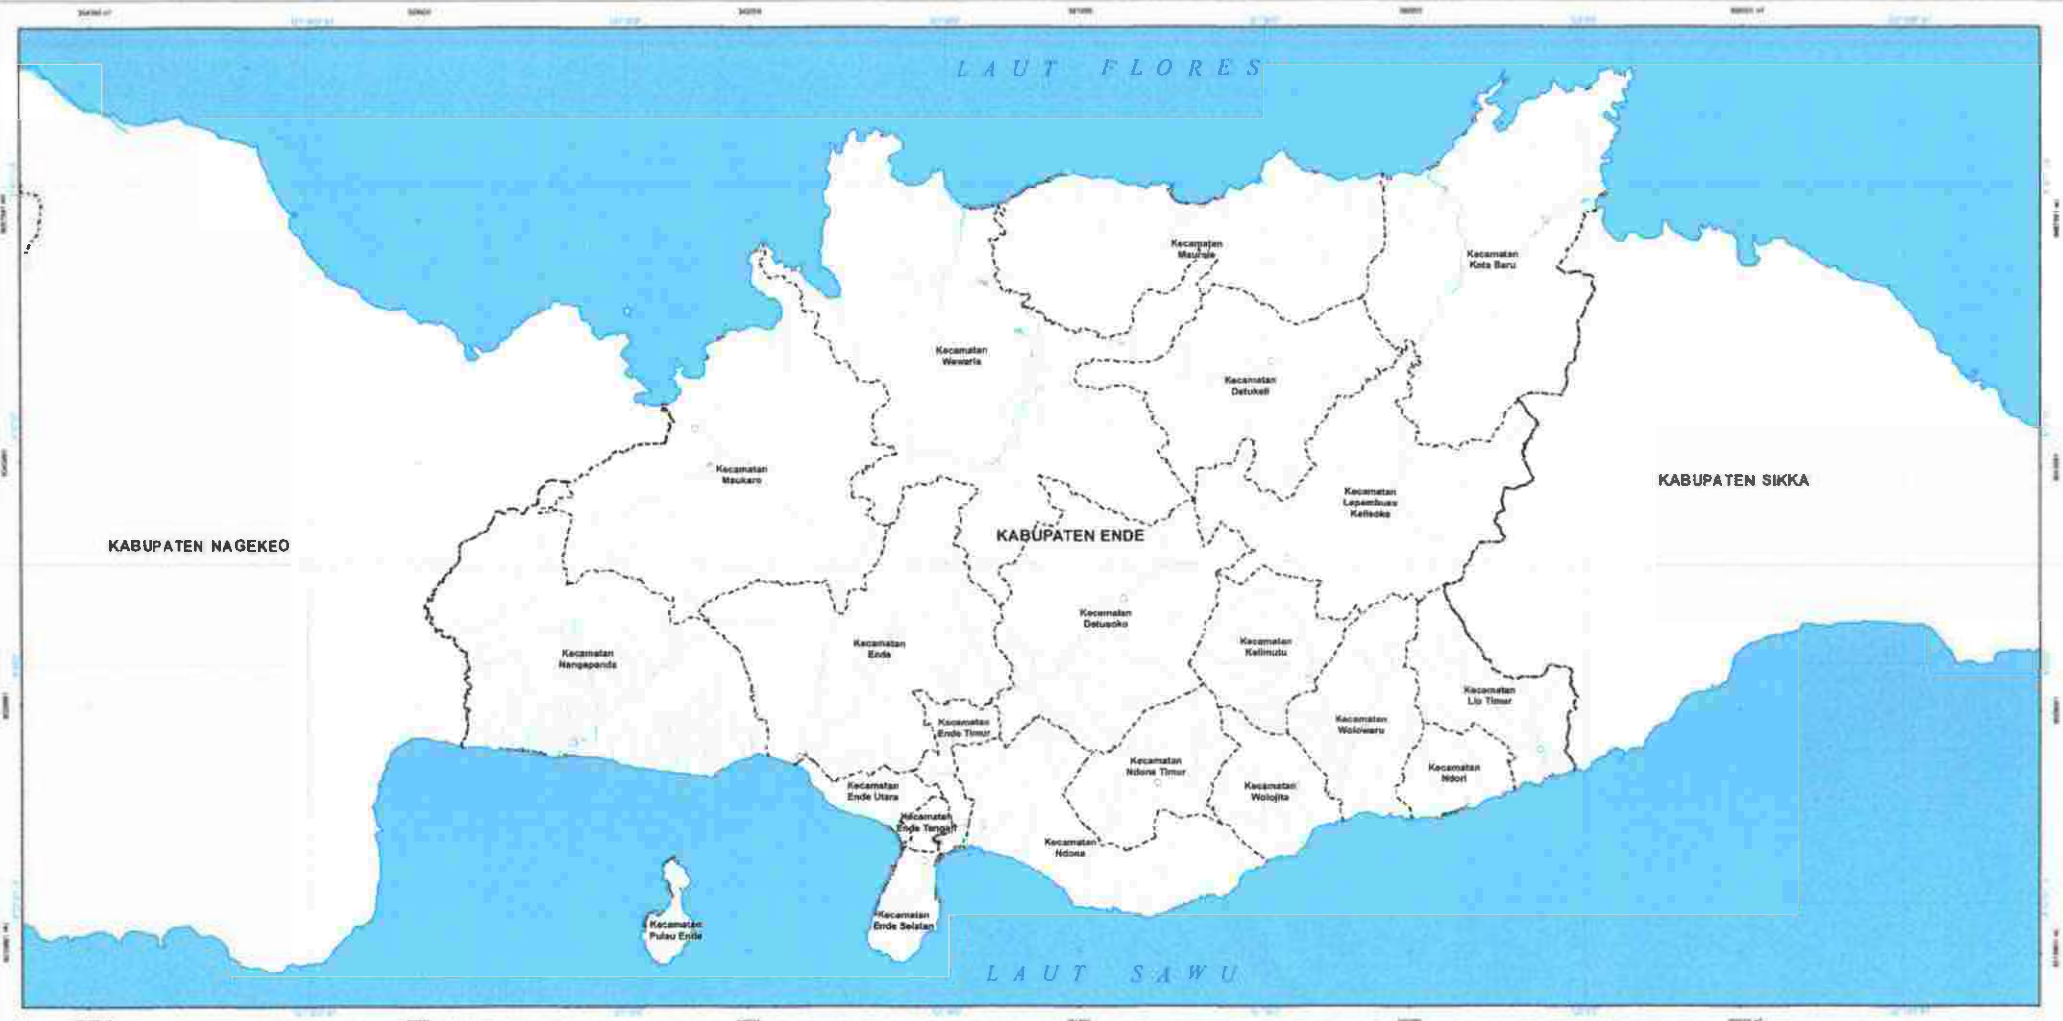 LAUT FLORES
Kecamatan
Maurole
Kecamatan
Kota Baru
Kecamatan
Wewaria
Kecamatan
Detukeli
Kecamatan
Maukaro
KABUPATEN SIKKA
Kecamatan
Lepembusu
Kelisoke
KABUPATEN ENDE
KABUPATEN NAGEKEO
Kecamatan
Detusoko
Kecamatan
Ende
Kecamatan
Kelimutu
Kecamatan
Nangapanda
Kecamatan
Lio Timur
Kecamatan
Ende Timur
Kecamatan
Wolowaru
Kecamatan
Ndona Timur
Kecamatan
Ndori
Kecamatan
Ende Utara
Kecamatan
Wolojita
Kecamatan
Ende Tengah
Kecamatan
Ndona
Kecamatan
Ende Selatan
Kecamatan
Pulau Ende
LAUT SAWU